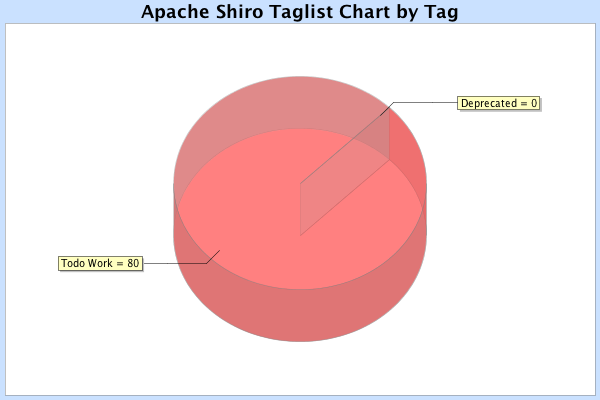 Apache Shiro Taglist Chart by Tag
Deprecated = 0
Todo Work = 80